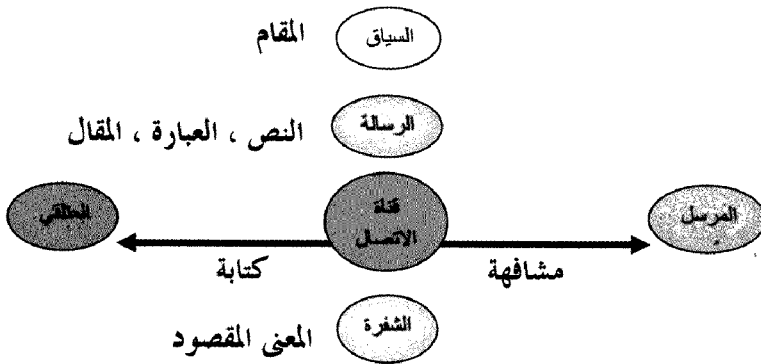 السياق المقام
الرسالة النص ، العبارة ، المقال
المرسل قناة الاتصال المتلقي
مشافهة كتابة
الشفرة المعنى المقصود